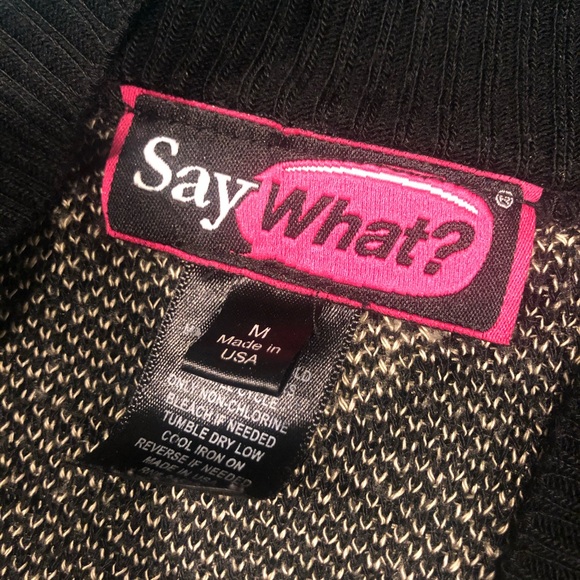 Say What? ®
M
Made in
USA
ONLY NON-CHLORINE
BLEACH IF NEEDED
TUMBLE DRY LOW
COOL IRON ON
REVERSE IF NEEDED